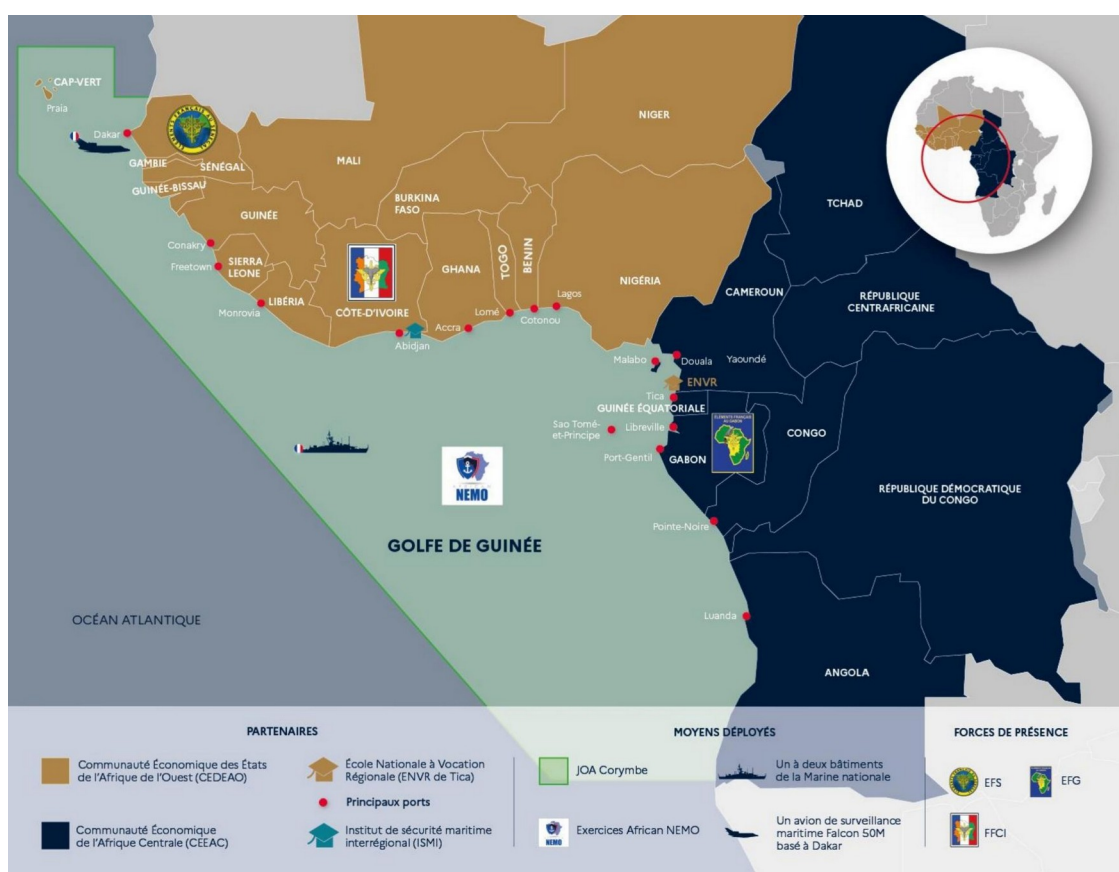 CAP-VERT
Praïa
Dakar
GAMBIE
SÉNÉGAL
GUINÉE-BISSAU
MALI
NIGER
TCHAD
BURKINA
FASO
GUINÉE
Conakry
SIERRA
LEONE
Freetown
CÔTE-D'IVOIRE
GHANA
TOGO
BENIN
NIGÉRIA
CAMEROUN
RÉPUBLIQUE
CENTRAFRICAINE
LIBÉRIA
Monrovia
Abidjan
Accra
Lomé
Cotonou
Lagos
Malabo
Douala
Yaoundé
ENVR
Tica
GUINÉE ÉQUATORIALE
Sao Tomé-
et-Principe
Libreville
Port-Gentil
GABON
ÉLÉMENTS FRANÇAIS
AU GABON
CONGO
RÉPUBLIQUE DÉMOCRATIQUE
DU CONGO
NEMO
GOLFE DE GUINÉE
Pointe-Noire
OCÉAN ATLANTIQUE
Luanda
ANGOLA
PARTENAIRES
Communauté Économique des États
de l'Afrique de l'Ouest (CEDEAO)
Communauté Économique
de l'Afrique Centrale (CEEAC)
École Nationale à Vocation
Régionale (ENVR de Tica)
Principaux ports
Institut de sécurité maritime
interrégional (ISMI)
MOYENS DÉPLOYÉS
JOA Corymbe
NEMO
Exercices African NEMO
Un à deux bâtiments
de la Marine nationale
Un avion de surveillance
maritime Falcon 50M
basé à Dakar
FORCES DE PRÉSENCE
EFS
EFG
FFCI